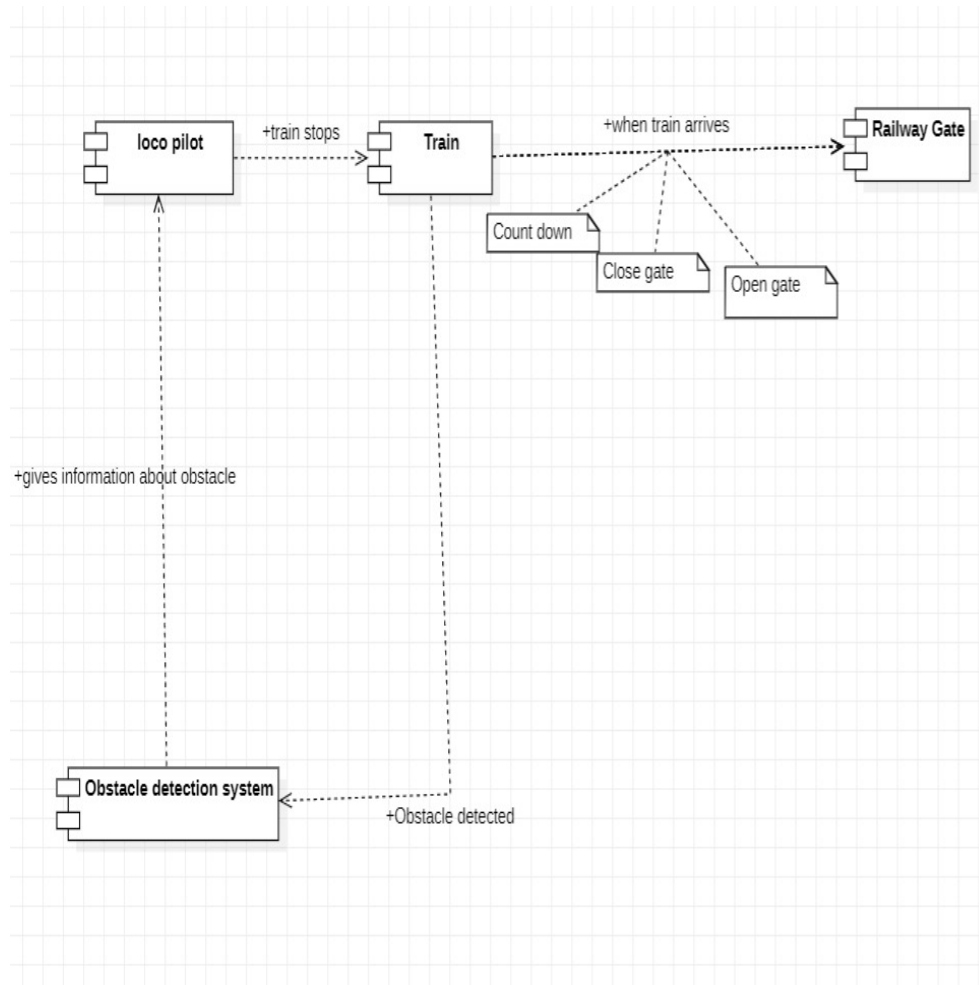 loco pilot
+train stops
Train
+when train arrives
Railway Gate
Count down
Close gate
Open gate
+gives information about obstacle
Obstacle detection system
+Obstacle detected